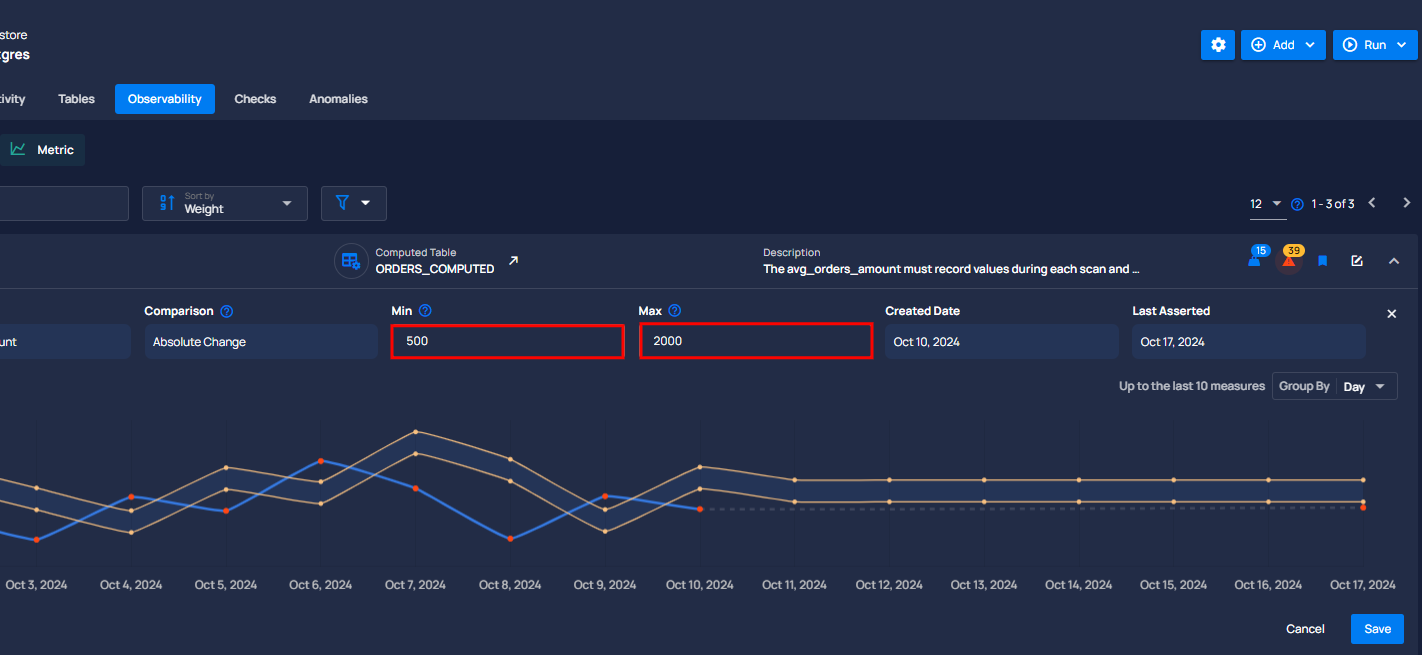 store
gres
Add
Run
ivity
Tables
Observability
Checks
Anomalies
Metric
Sort by
Weight
12
1 - 3 of 3
Computed Table
ORDERS_COMPUTED
Description
The avg_orders_amount must record values during each scan and ...
15
39
Comparison
Min
Max
Created Date
Last Asserted
unt
Absolute Change
500
2000
Oct 10, 2024
Oct 17, 2024
Up to the last 10 measures
Group By
Day
Oct 3, 2024
Oct 4, 2024
Oct 5, 2024
Oct 6, 2024
Oct 7, 2024
Oct 8, 2024
Oct 9, 2024
Oct 10, 2024
Oct 11, 2024
Oct 12, 2024
Oct 13, 2024
Oct 14, 2024
Oct 15, 2024
Oct 16, 2024
Oct 17, 2024
Cancel
Save